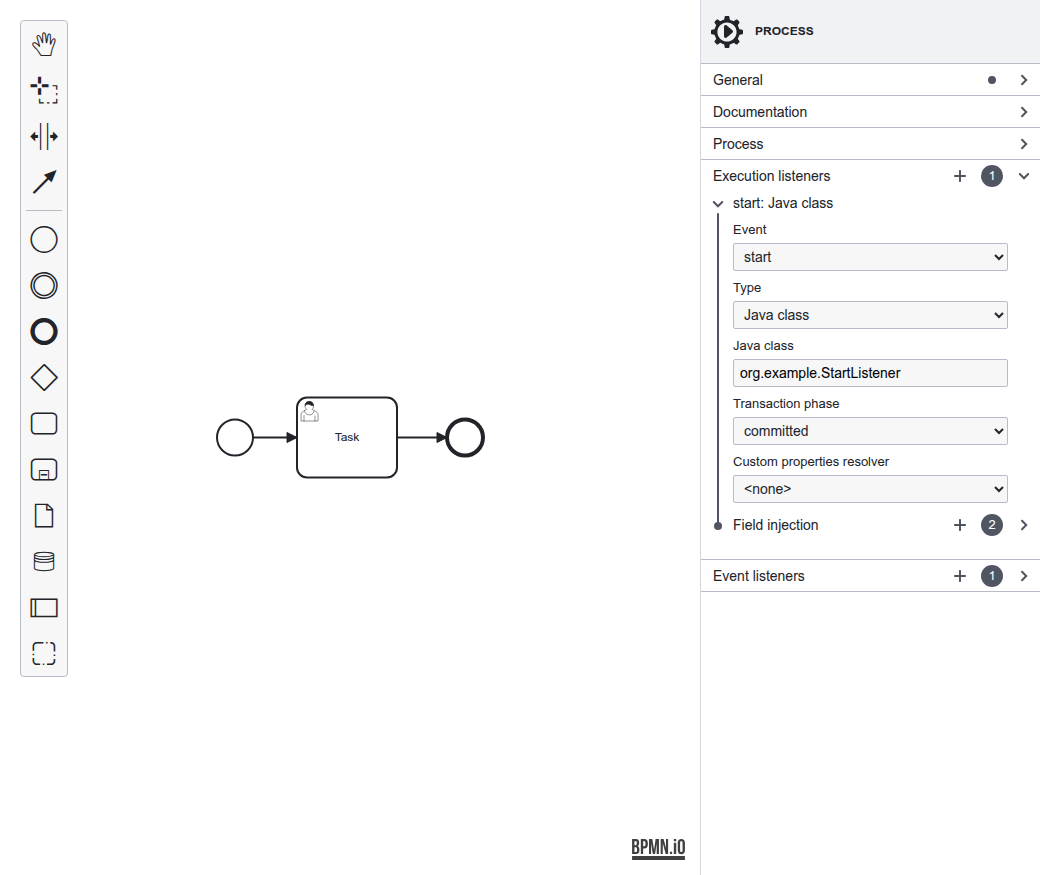 PROCESS
General
Documentation
Process
Execution listeners 1
start: Java class
Event
start
Type
Java class
Java class
org.example.StartListener
Transaction phase
committed
Custom properties resolver
<none>
Field injection 2
Event listeners 1
Task
BPMN.iO